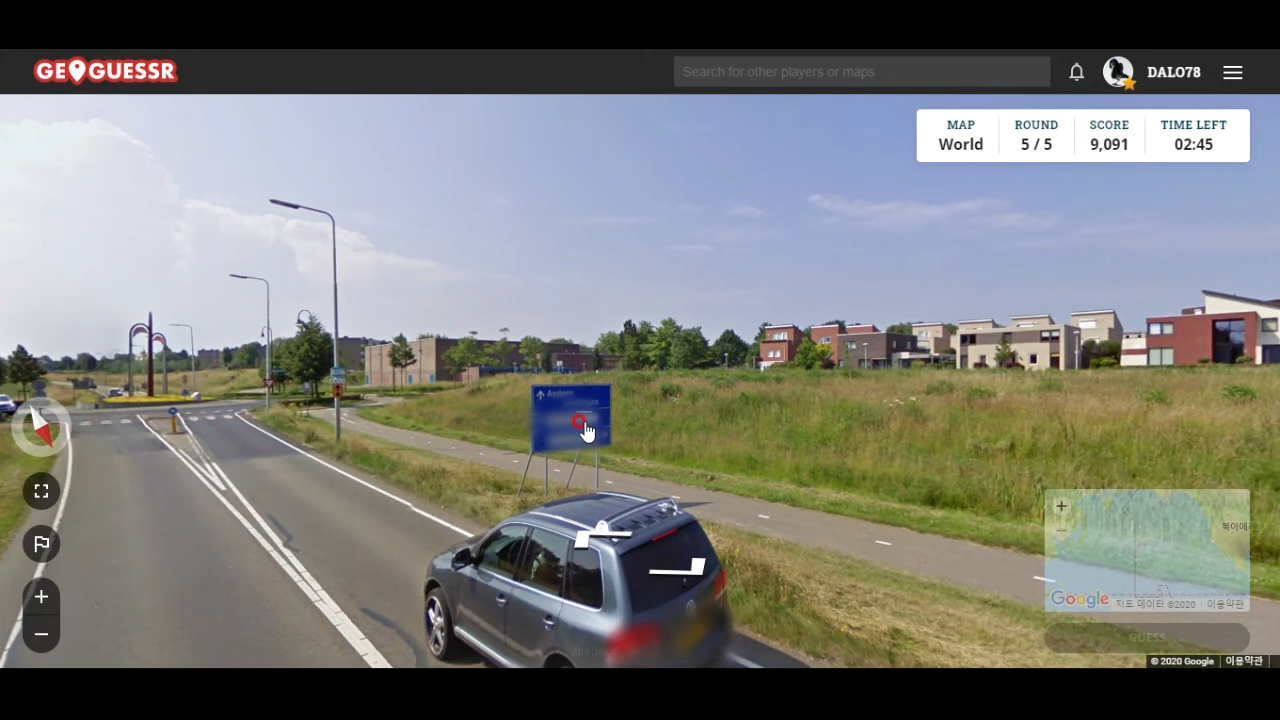 GEOGUESSR
Search for other players or maps
DALO78
MAP
World
ROUND
5 / 5
SCORE
9,091
TIME LEFT
02:45
Google
지도 데이터 ©2020
이용약관
GUESS
© 2020 Google
이용약관